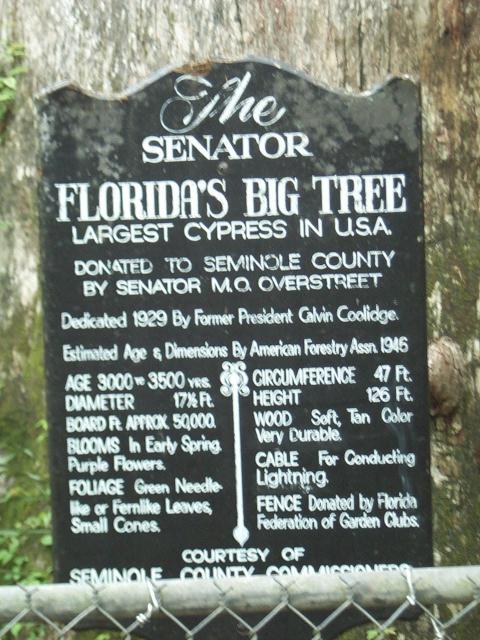 The
SENATOR
FLORIDA'S BIG TREE
LARGEST CYPRESS IN U.S.A.
DONATED TO SEMINOLE COUNTY
BY SENATOR M.O. OVERSTREET
Dedicated 1929 By Former President Calvin Coolidge.
Estimated Age & Dimensions By American Forestry Assn. 1946
AGE 3000 TO 3500 YRS.
DIAMETER 17½ Ft.
BOARD Ft. APPROX. 50,000.
BLOOMS In Early Spring.
Purple Flowers.
FOLIAGE Green Needle-
like or Fernlike Leaves,
Small Cones.
CIRCUMFERENCE 47 Ft.
HEIGHT 126 Ft.
WOOD Soft, Tan Color
Very Durable.
CABLE For Conducting
Lightning.
FENCE Donated by Florida
Federation of Garden Clubs.
COURTESY OF
SEMINOLE COUNTY COMMISSIONERS